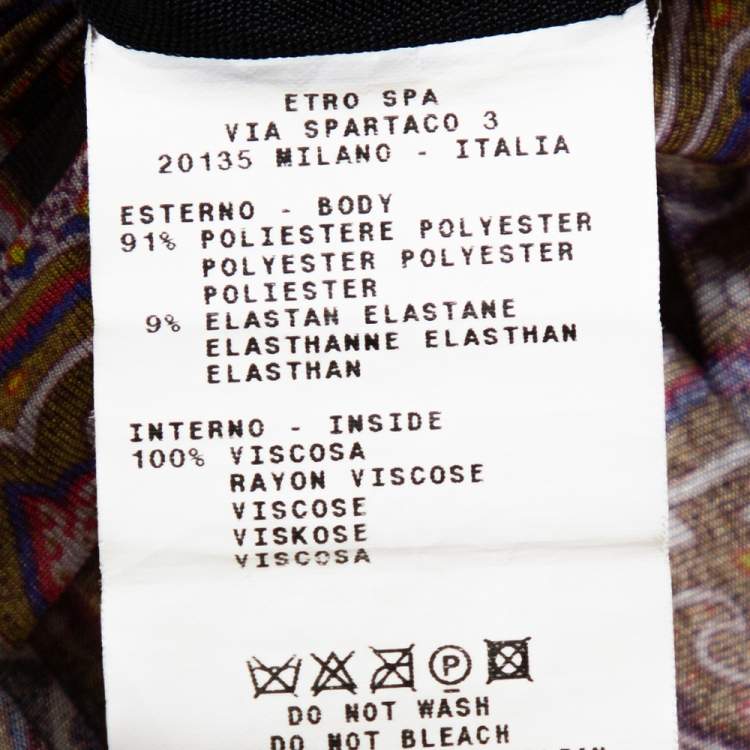 ETRO SPA
VIA SPARTACO 3
20135 MILANO - ITALIA
ESTERNO - BODY
91% POLIESTERE POLYESTER
POLYESTER POLYESTER
POLIESTER
9% ELASTAN ELASTANE
ELASTHANNE ELASTHAN
ELASTHAN
INTERNO - INSIDE
100% VISCOSA
RAYON VISCOSE
VISCOSE
VISKOSE
VISCOSA
P
DO NOT WASH
DO NOT BLEACH